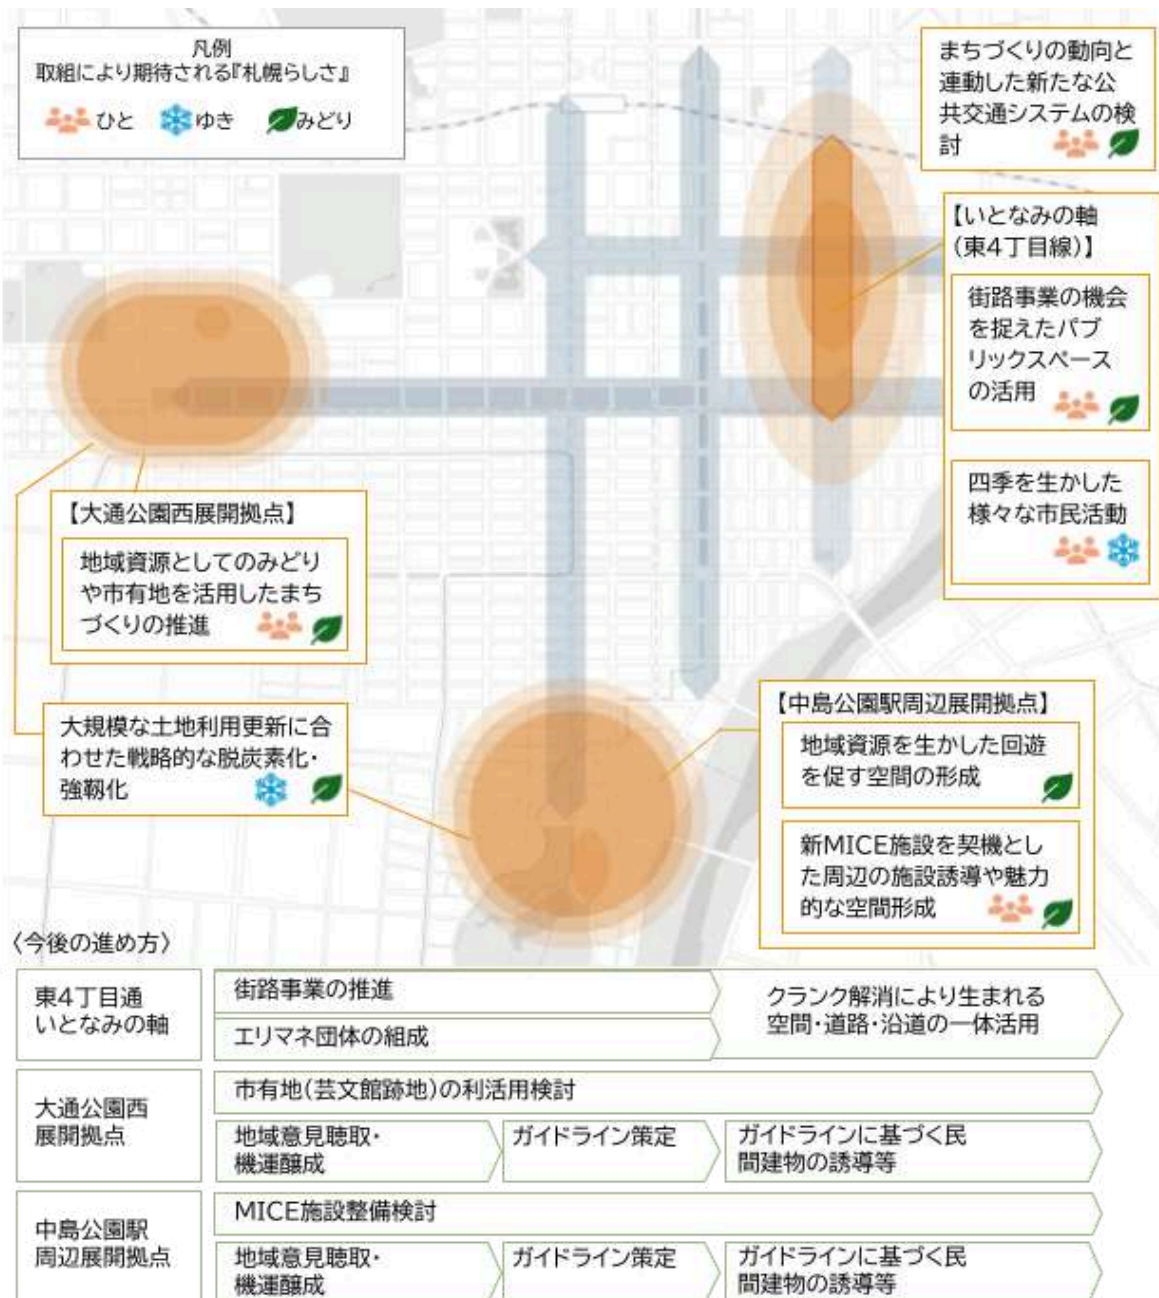 凡例
取組により期待される『札幌らしさ』
ひと ゆき みどり
まちづくりの動向と
連動した新たな公
共交通システムの検
討
【いとなみの軸
(東4丁目線)】
街路事業の機会
を捉えたパブ
リックスペース
の活用
四季を生かした
様々な市民活動
【大通公園西展開拠点】
地域資源としてのみどり
や市有地を活用したまち
づくりの推進
大規模な土地利用更新に合
わせた戦略的な脱炭素化・
強靱化
【中島公園駅周辺展開拠点】
地域資源を生かした回遊
を促す空間の形成
新MICE施設を契機とし
た周辺の施設誘導や魅力
的な空間形成
〈今後の進め方〉
東4丁目通
いとなみの軸
街路事業の推進
エリマネ団体の組成
クランク解消により生まれる
空間・道路・沿道の一体活用
大通公園西
展開拠点
市有地(芸文館跡地)の利活用検討
地域意見聴取・
機運醸成
ガイドライン策定
ガイドラインに基づく民
間建物の誘導等
中島公園駅
周辺展開拠点
MICE施設整備検討
地域意見聴取・
機運醸成
ガイドライン策定
ガイドラインに基づく民
間建物の誘導等